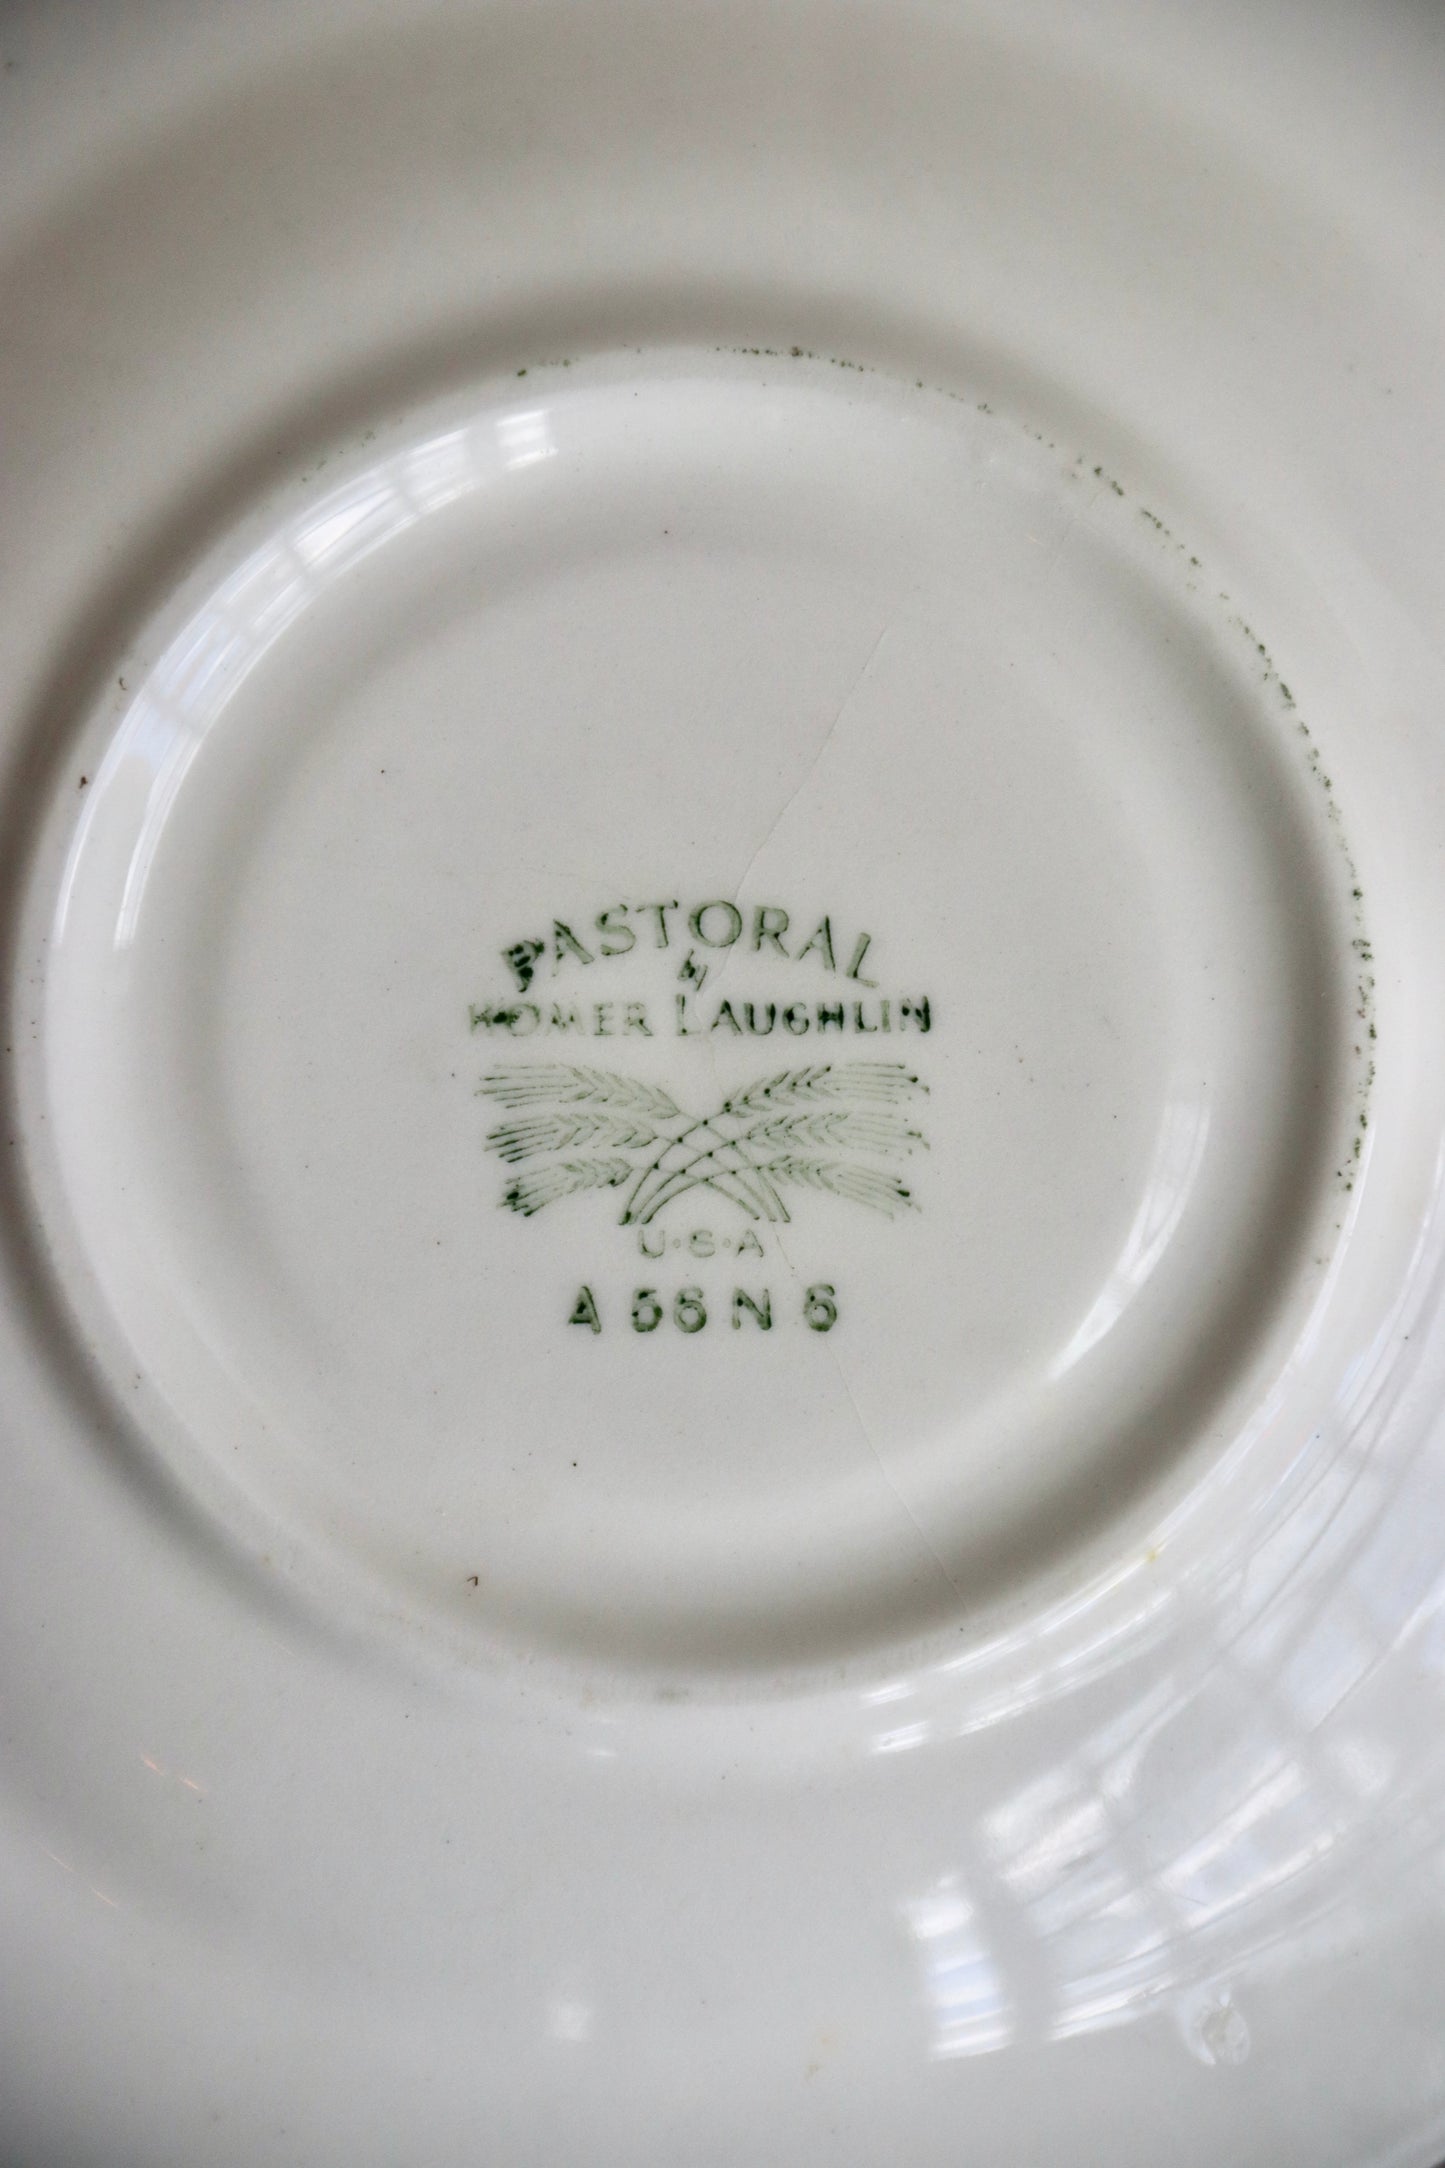 PASTORAL
by
HOMER LAUGHLIN
U·S·A
A 56 N 6